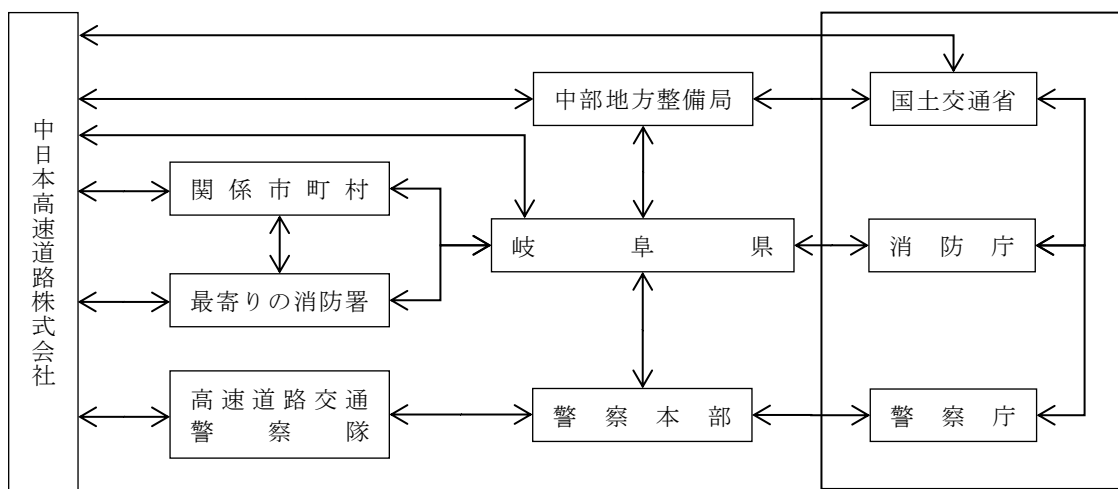 中日本高速道路株式会社
中部地方整備局
国土交通省
関係市町村
岐阜県
消防庁
最寄りの消防署
高速道路交通
警察隊
警察本部
警察庁